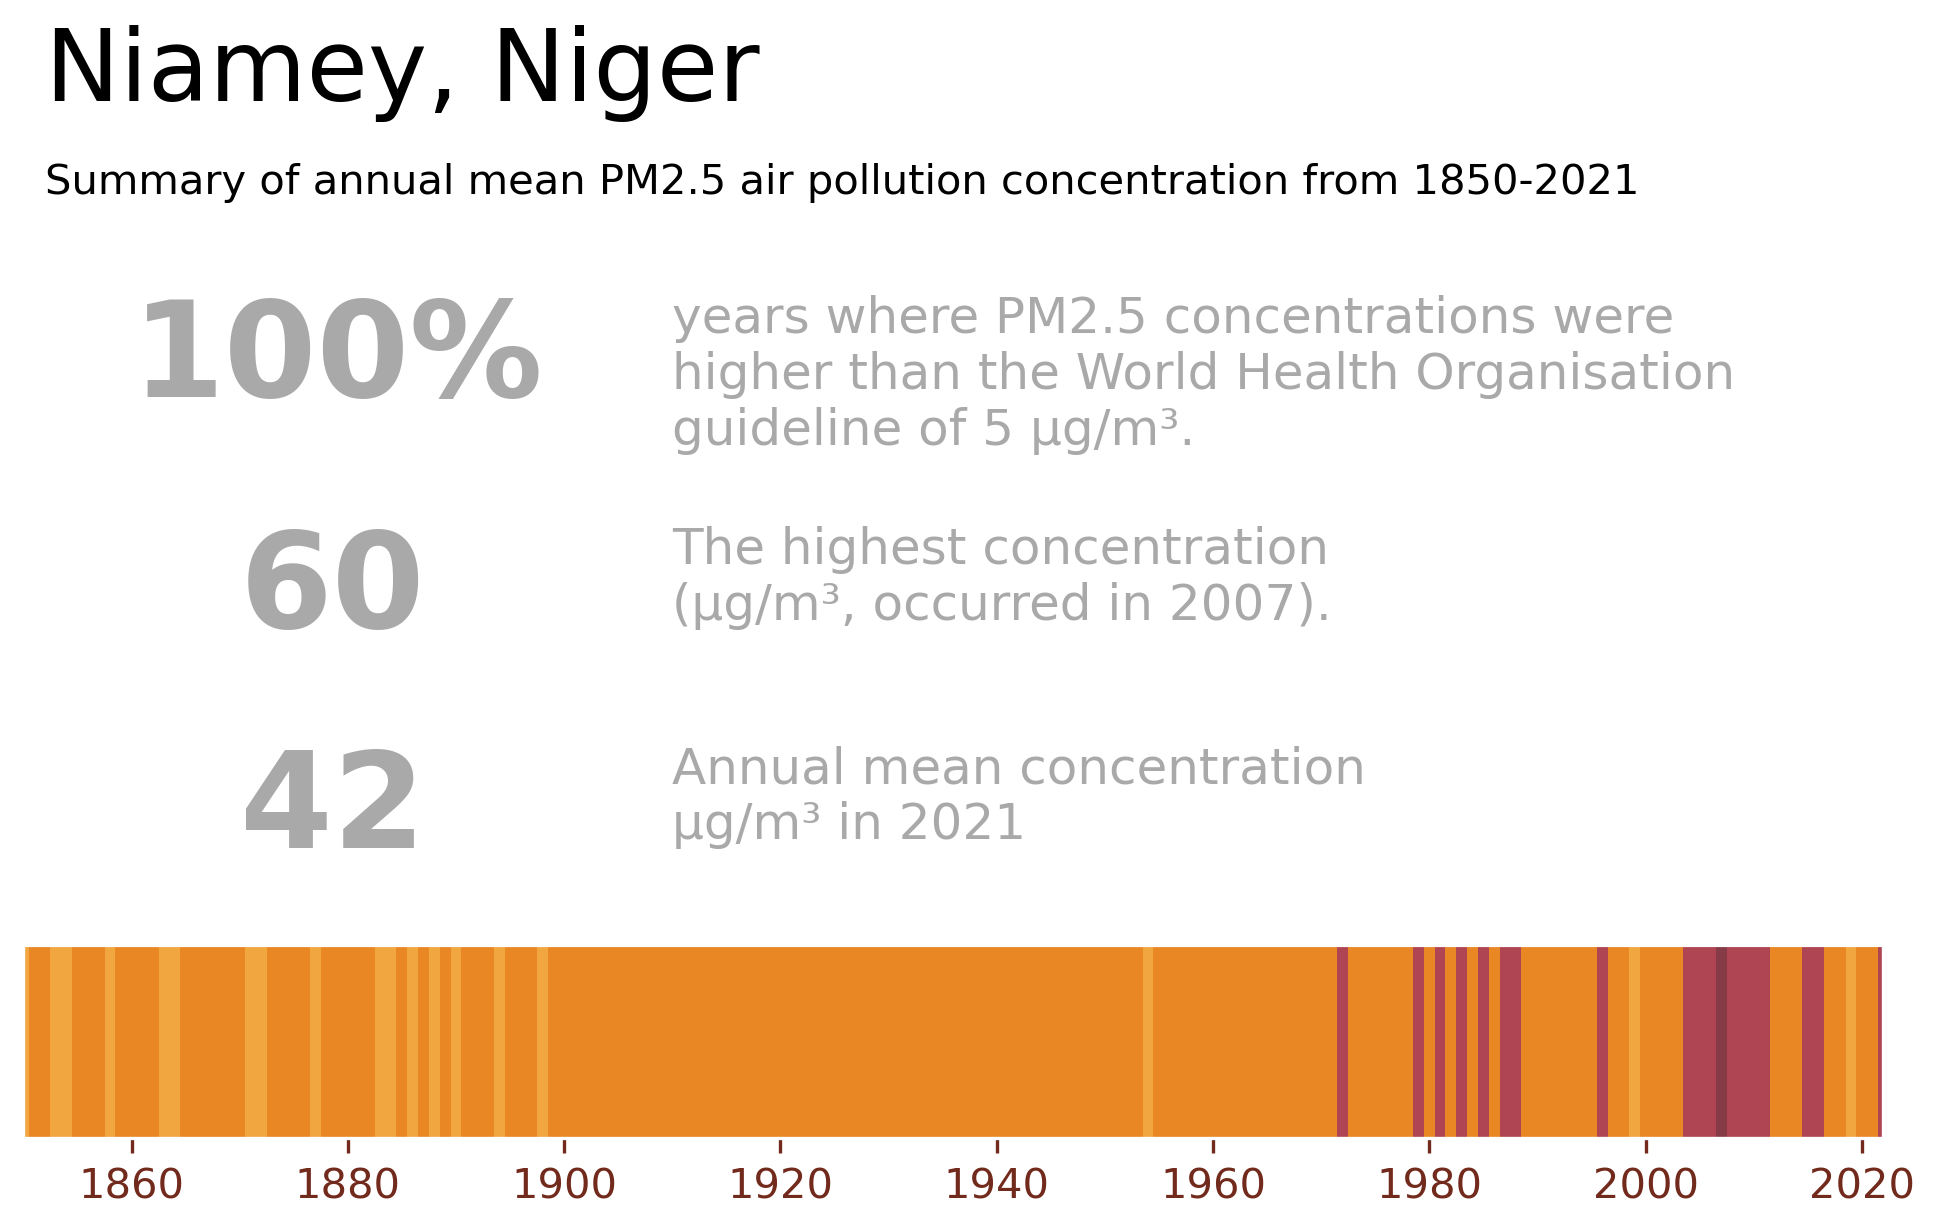 Niamey, Niger
Summary of annual mean PM2.5 air pollution concentration from 1850-2021
100%
years where PM2.5 concentrations were
higher than the World Health Organisation
guideline of 5 µg/m³.
60
The highest concentration
(µg/m³, occurred in 2007).
42
Annual mean concentration
µg/m³ in 2021
1860 1880 1900 1920 1940 1960 1980 2000 2020